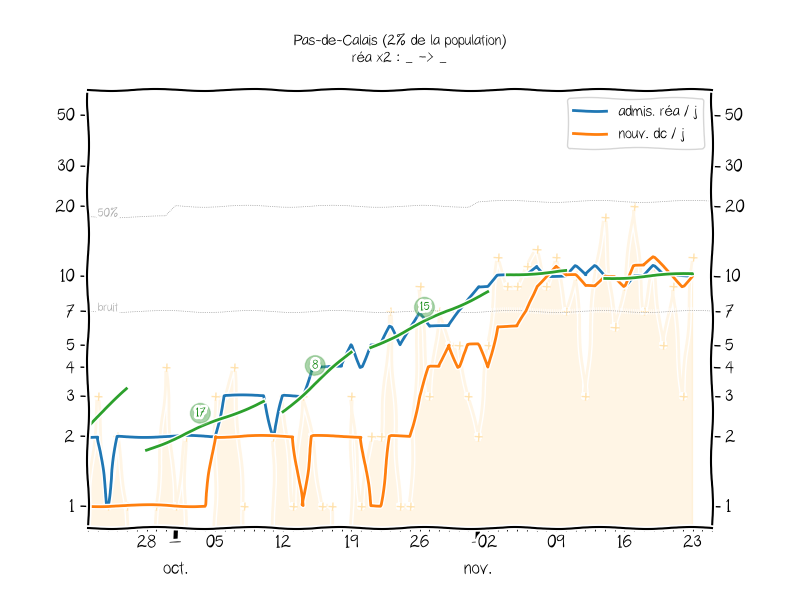 Pas-de-Calais (2% de la population)
réa x2 : _ -> _
admis. réa / j
nouv. dc / j
50 50
30 30
20 20
50%
10 10
bruit
7 7
5 5
4 4
3 3
2 2
1 1
17
8
15
28 05 12 19 26 02 09 16 23
oct. nov.